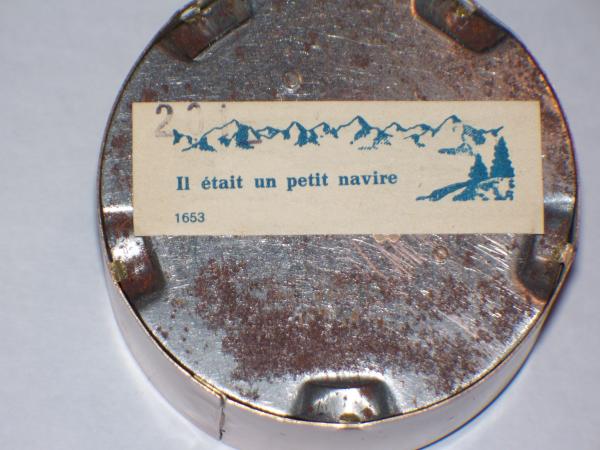 Il était un petit navire
1653